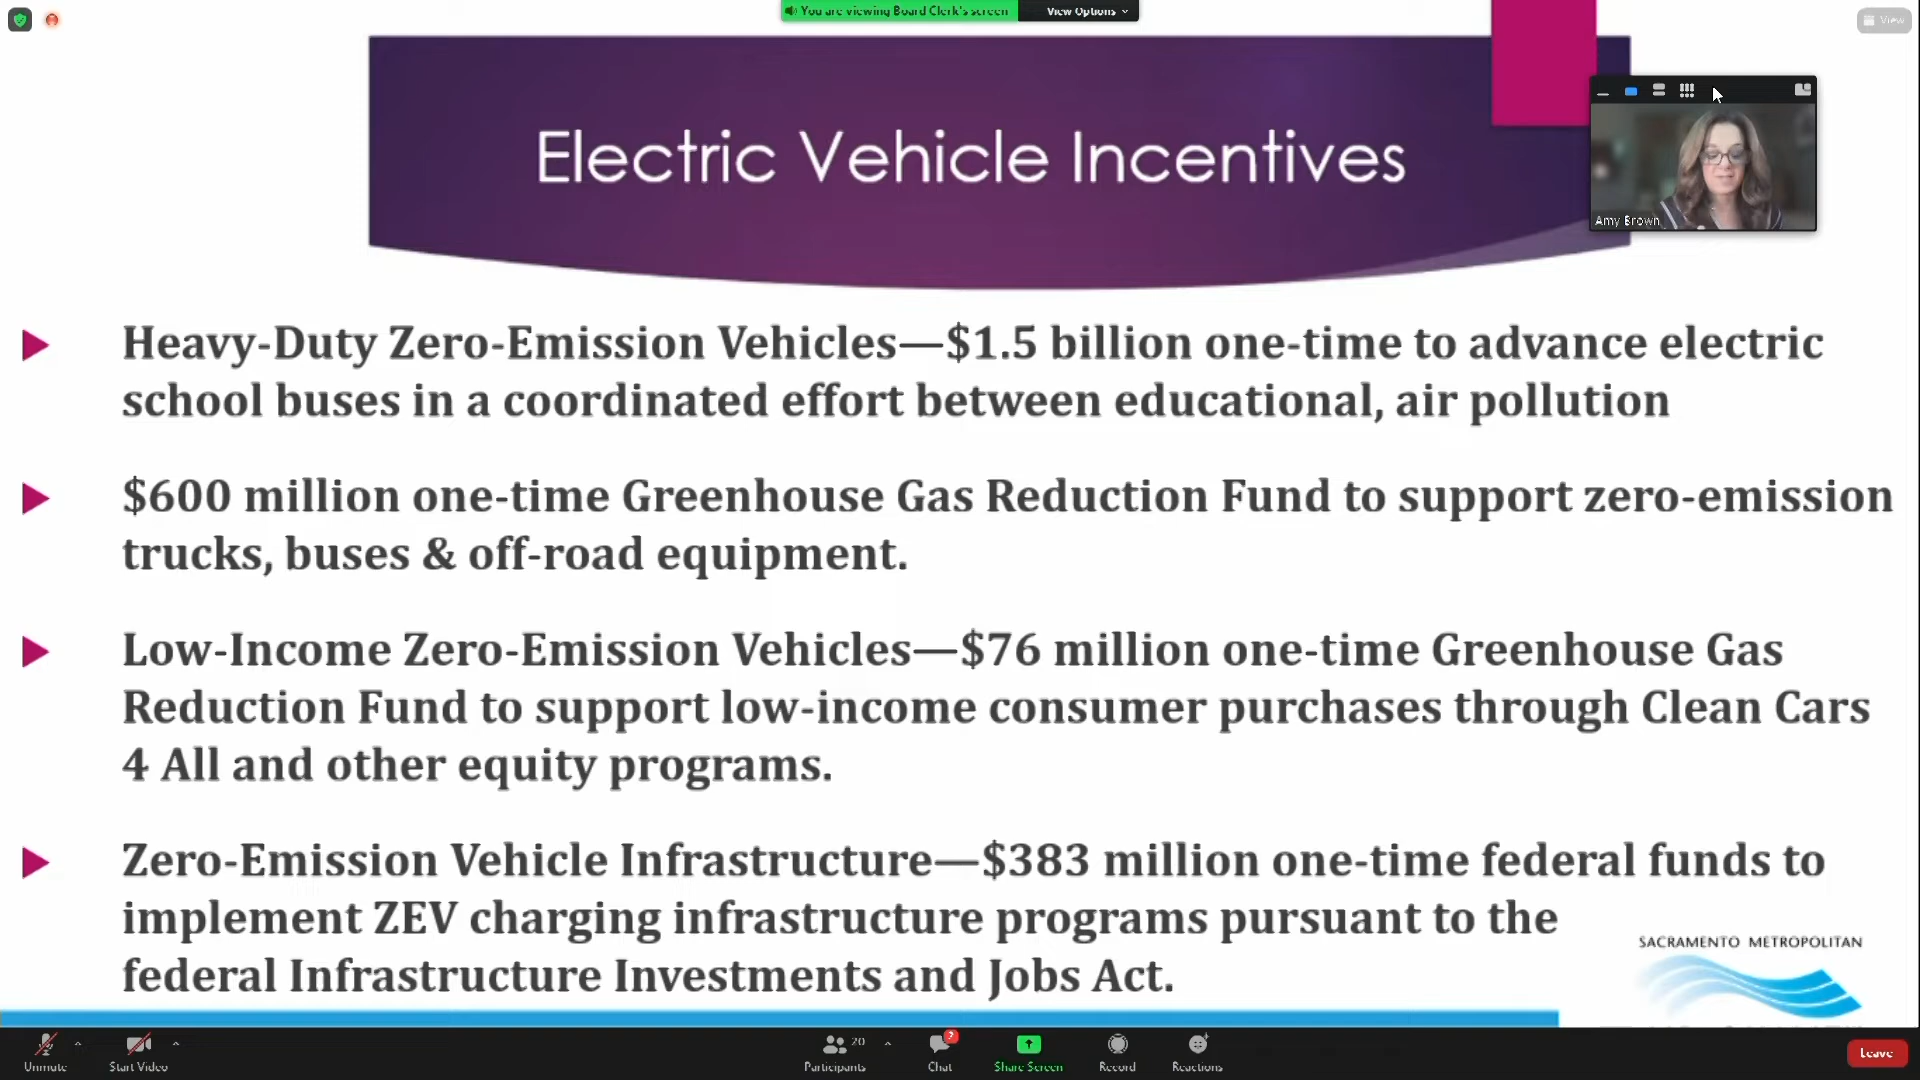 You are viewing Board Clerk's screen
View Options
View
Electric Vehicle Incentives
Amy Brown
Heavy-Duty Zero-Emission Vehicles—$1.5 billion one-time to advance electric
school buses in a coordinated effort between educational, air pollution
$600 million one-time Greenhouse Gas Reduction Fund to support zero-emission
trucks, buses & off-road equipment.
Low-Income Zero-Emission Vehicles—$76 million one-time Greenhouse Gas
Reduction Fund to support low-income consumer purchases through Clean Cars
4 All and other equity programs.
Zero-Emission Vehicle Infrastructure—$383 million one-time federal funds to
implement ZEV charging infrastructure programs pursuant to the
federal Infrastructure Investments and Jobs Act.
SACRAMENTO METROPOLITAN
Unmute
Start Video
Participants
20
Chat
Share Screen
Record
Reactions
Leave